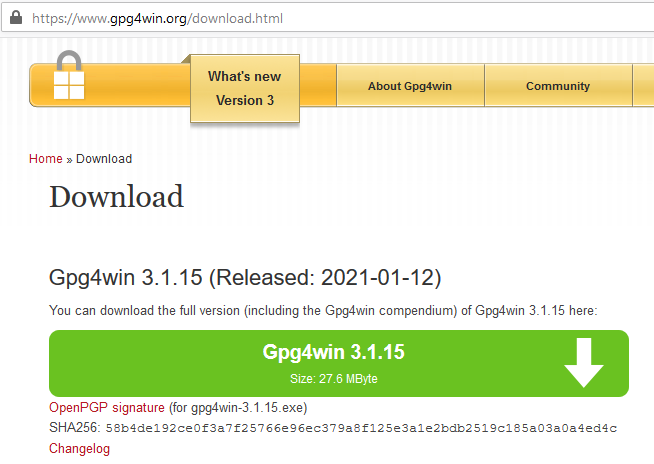 https://www.gpg4win.org/download.html
What's new
Version 3
About Gpg4win
Community
Home » Download
Download
Gpg4win 3.1.15 (Released: 2021-01-12)
You can download the full version (including the Gpg4win compendium) of Gpg4win 3.1.15 here:
Gpg4win 3.1.15
Size: 27.6 MByte
OpenPGP signature (for gpg4win-3.1.15.exe)
SHA256: 58b4de192ce0f3a7f25766e96ec379a8f125e3a1e2bdb2519c185a03a0a4ed4c
Changelog